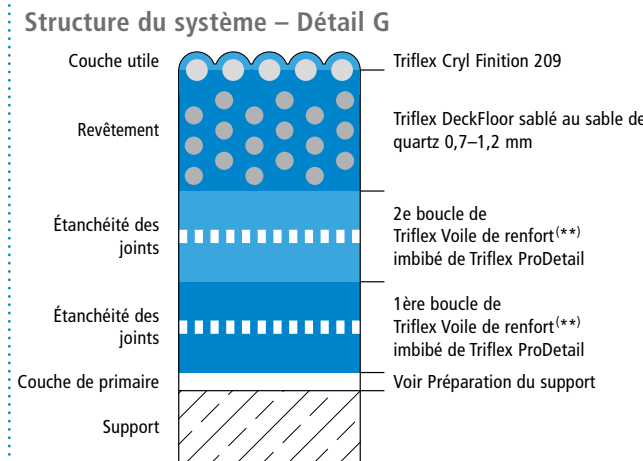 Structure du système – Détail G
Couche utile
Triflex Cryl Finition 209
Revêtement
Triflex DeckFloor sablé au sable de
quartz 0,7–1,2 mm
Étanchéité des
joints
2e boucle de
Triflex Voile de renfort(**)
imbibé de Triflex ProDetail
Étanchéité des
joints
1ère boucle de
Triflex Voile de renfort(**)
imbibé de Triflex ProDetail
Couche de primaire
Voir Préparation du support
Support